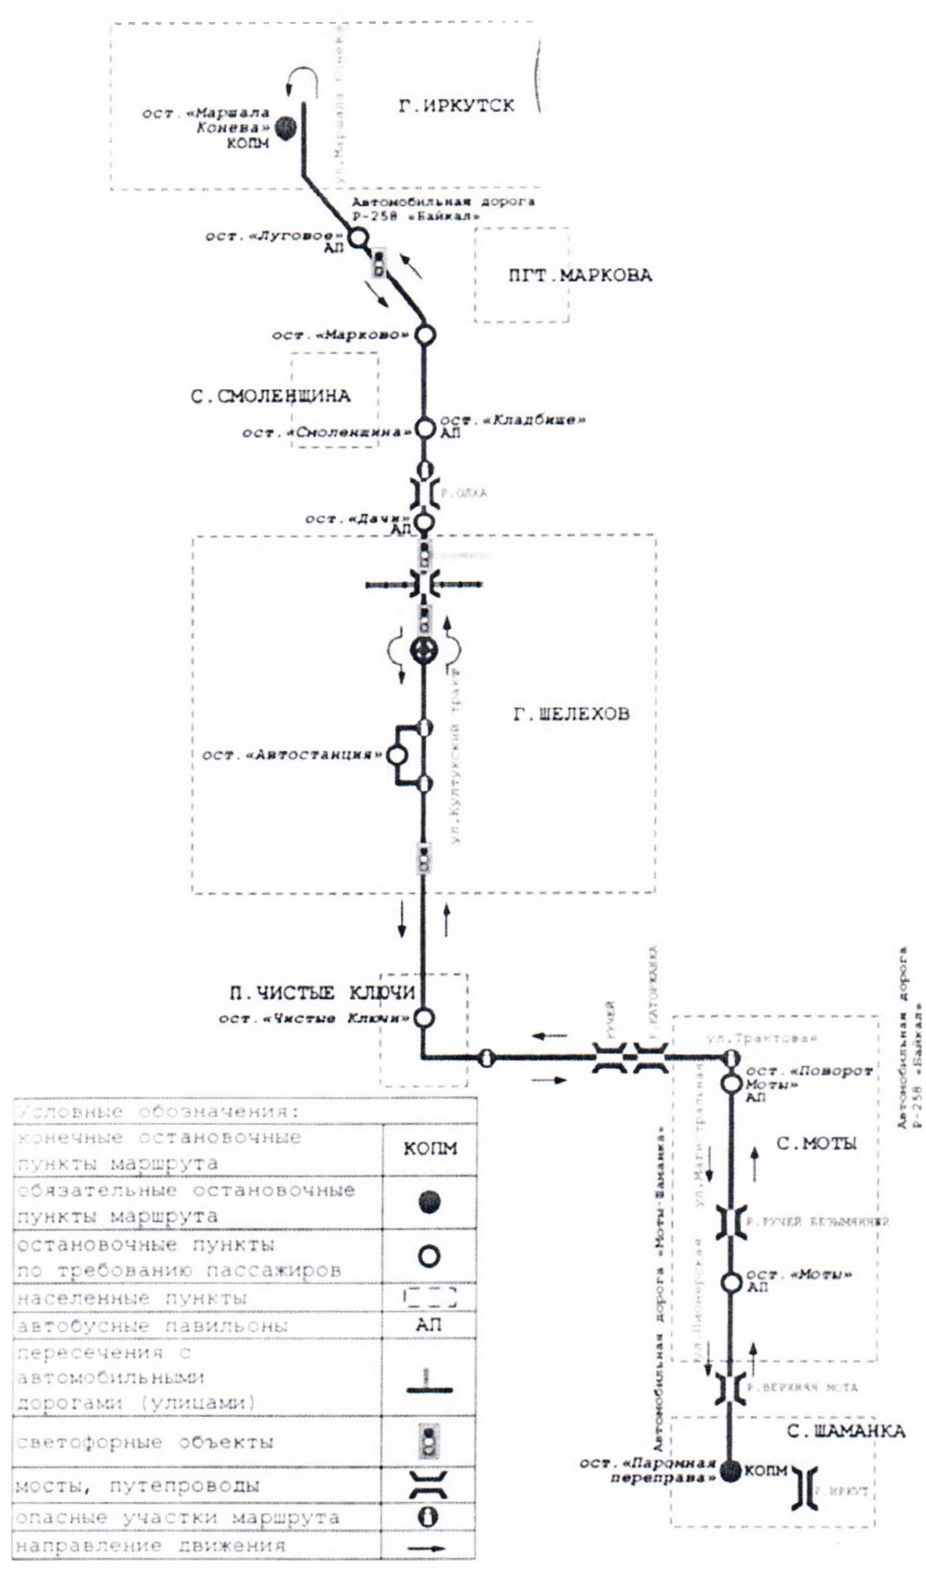 ул.Маршала Конева
Г.ИРКУТСК
ост.«Маршала
Конева»
КОПМ
Автомобильная дорога
Р-258 «Байкал»
ост.«Луговое»
АП
ПГТ.МАРКОВА
ост.«Марково»
С.СМОЛЕНЩИНА
ост.«Кладбище»
ост.«Смоленщина»
АП
Р.ОЛХА
ост.«Дачи»
АП
Г.ШЕЛЕХОВ
ул.Култукский тракт
ост.«Автостанция»
П.ЧИСТЫЕ КЛЮЧИ
ост.«Чистые Ключи»
РУЧЕЙ
Р.КАТОРЖАНКА
ул.Трактовая
Автомобильная дорога
Р-258 «Байкал»
ост.«Поворот
Моты»
АП
ул.Магистральная
С.МОТЫ
Р.РУЧЕЙ БЕЗЫМЯННЫЙ
ост.«Моты»
АП
ул.Пионерская
Автомобильная дорога «Моты-Шаманка»
Р.ВЕРХНЯЯ МОТА
С.ШАМАНКА
ост.«Паромная
переправа»
КОПМ
Р.ИРКУТ
Условные обозначения:
конечные остановочные
пункты маршрута
КОПМ
обязательные остановочные
пункты маршрута
остановочные пункты
по требованию пассажиров
населенные пункты
автобусные павильоны
АП
пересечения с
автомобильными
дорогами (улицами)
светофорные объекты
мосты, путепроводы
опасные участки маршрута
направление движения